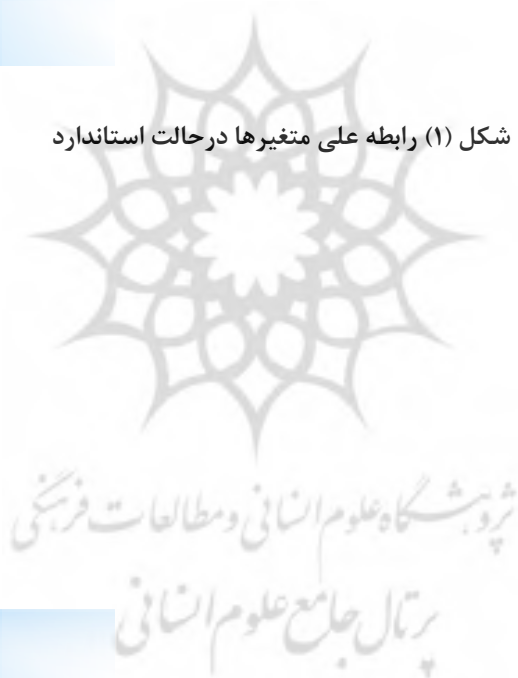 شکل (۱) رابطه علی متغیرها درحالت استاندارد
پژوهشگاه علوم انسانی و مطالعات فرهنگی
پرتال جامع علوم انسانی